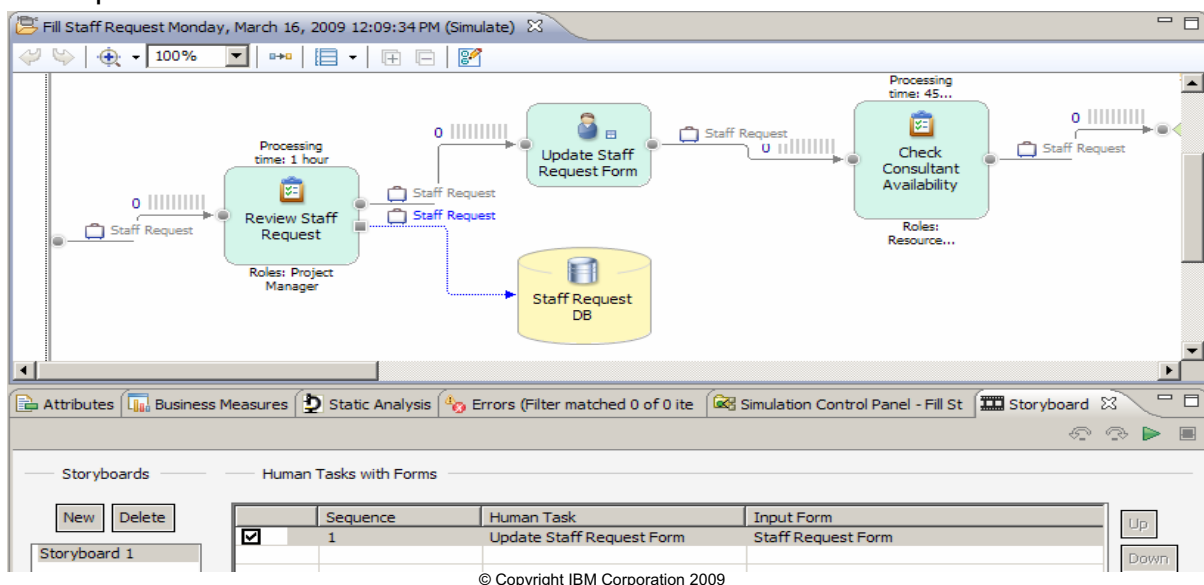 Fill Staff Request Monday, March 16, 2009 12:09:34 PM (Simulate)
100%
Processing
time: 45...
0
0
Staff Request
Update Staff
Request Form
0
Check
Consultant
Availability
Staff Request
Processing
time: 1 hour
0
Staff Request
Review Staff
Request
Staff Request
Staff Request
Roles:
Resource...
Roles: Project
Manager
Staff Request
DB
Attributes Business Measures Static Analysis Errors (Filter matched 0 of 0 ite Simulation Control Panel - Fill St Storyboard
Storyboards Human Tasks with Forms
New Delete
Sequence Human Task Input Form
Up
1 Update Staff Request Form Staff Request Form
Storyboard 1
Down
© Copyright IBM Corporation 2009